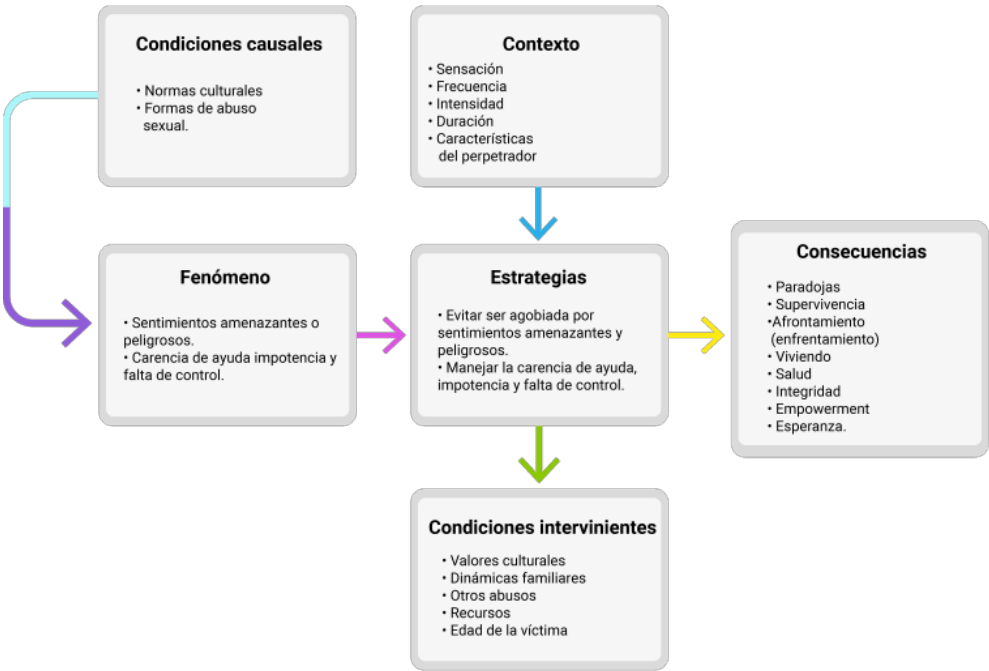 Condiciones causales
• Normas culturales
• Formas de abuso
sexual.
Contexto
• Sensación
• Frecuencia
• Intensidad
• Duración
• Características
del perpetrador
Fenómeno
• Sentimientos amenazantes o
peligrosos.
• Carencia de ayuda impotencia y
falta de control.
Estrategias
• Evitar ser agobiada por
sentimientos amenazantes y
peligrosos.
• Manejar la carencia de ayuda,
impotencia y falta de control.
Consecuencias
• Paradojas
• Supervivencia
•Afrontamiento
(enfrentamiento)
• Viviendo
• Salud
• Integridad
• Empowerment
• Esperanza.
Condiciones intervinientes
• Valores culturales
• Dinámicas familiares
• Otros abusos
• Recursos
• Edad de la víctima